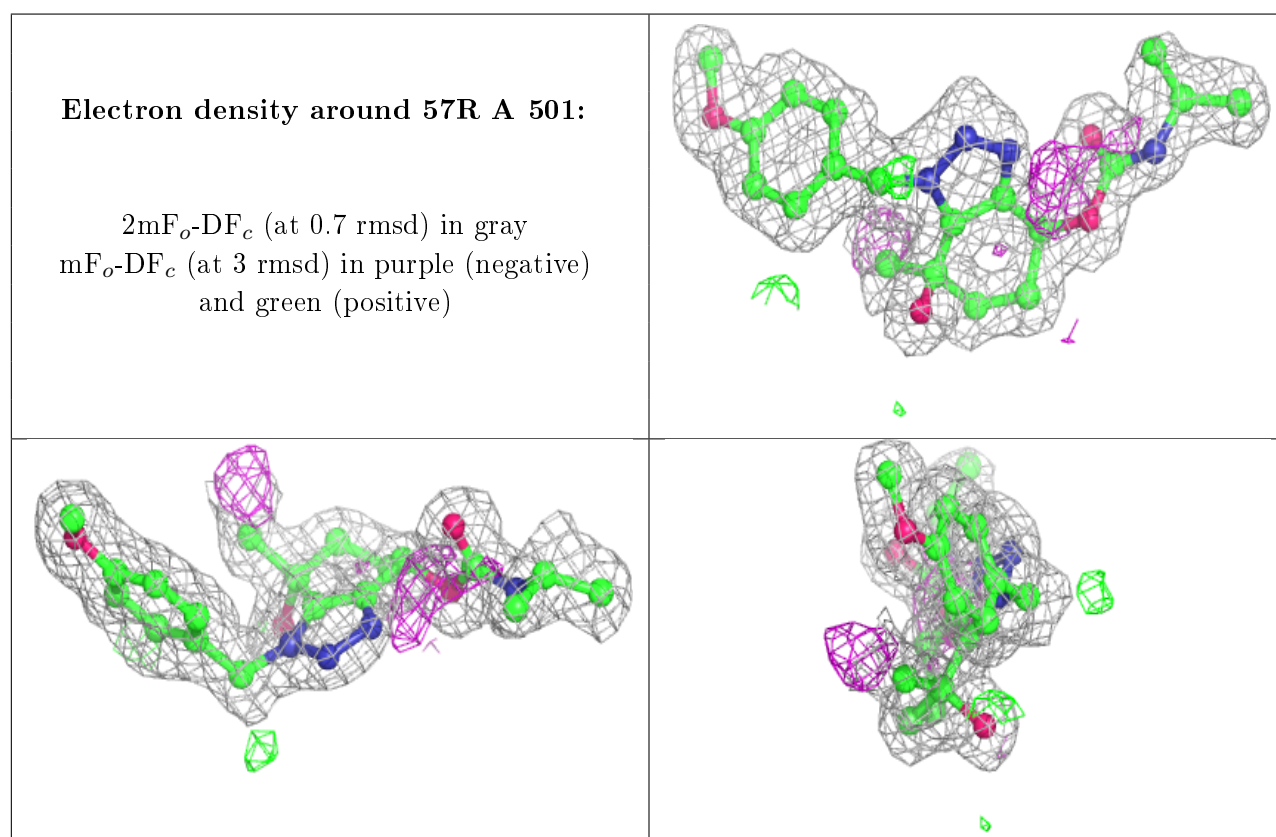 Electron density around 57R A 501:
2mFₒ-DF𝒸 (at 0.7 rmsd) in gray
mFₒ-DF𝒸 (at 3 rmsd) in purple (negative)
and green (positive)